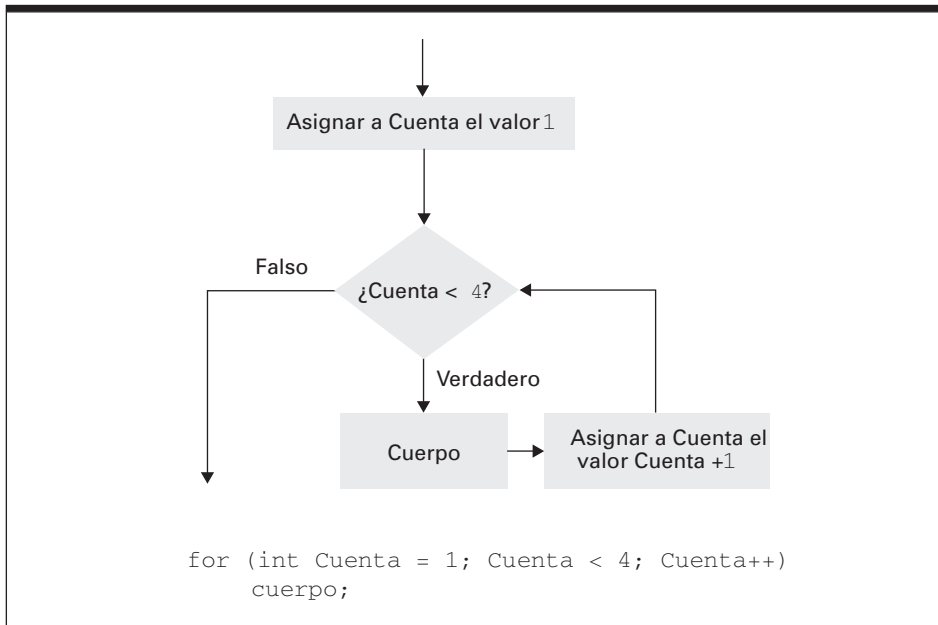 Asignar a Cuenta el valor 1
Falso
¿Cuenta < 4?
Verdadero
Cuerpo
Asignar a Cuenta el
valor Cuenta +1
for (int Cuenta = 1; Cuenta < 4; Cuenta++)
cuerpo;